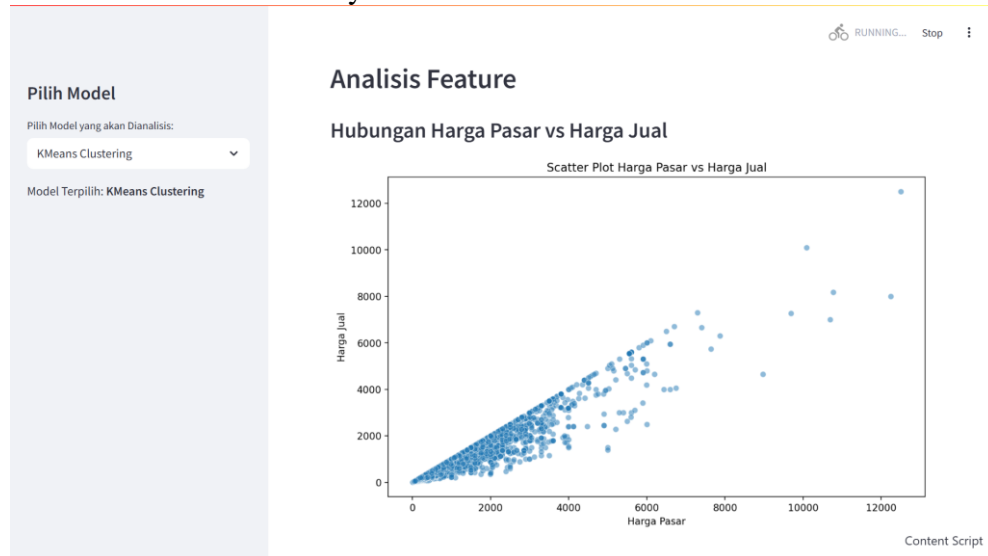 RUNNING... Stop
Pilih Model
Pilih Model yang akan Dianalisis:
KMeans Clustering
Model Terpilih: KMeans Clustering
Analisis Feature
Hubungan Harga Pasar vs Harga Jual
Scatter Plot Harga Pasar vs Harga Jual
12000
10000
8000
6000
4000
2000
0
Harga Jual
0 2000 4000 6000 8000 10000 12000
Harga Pasar
Content Script